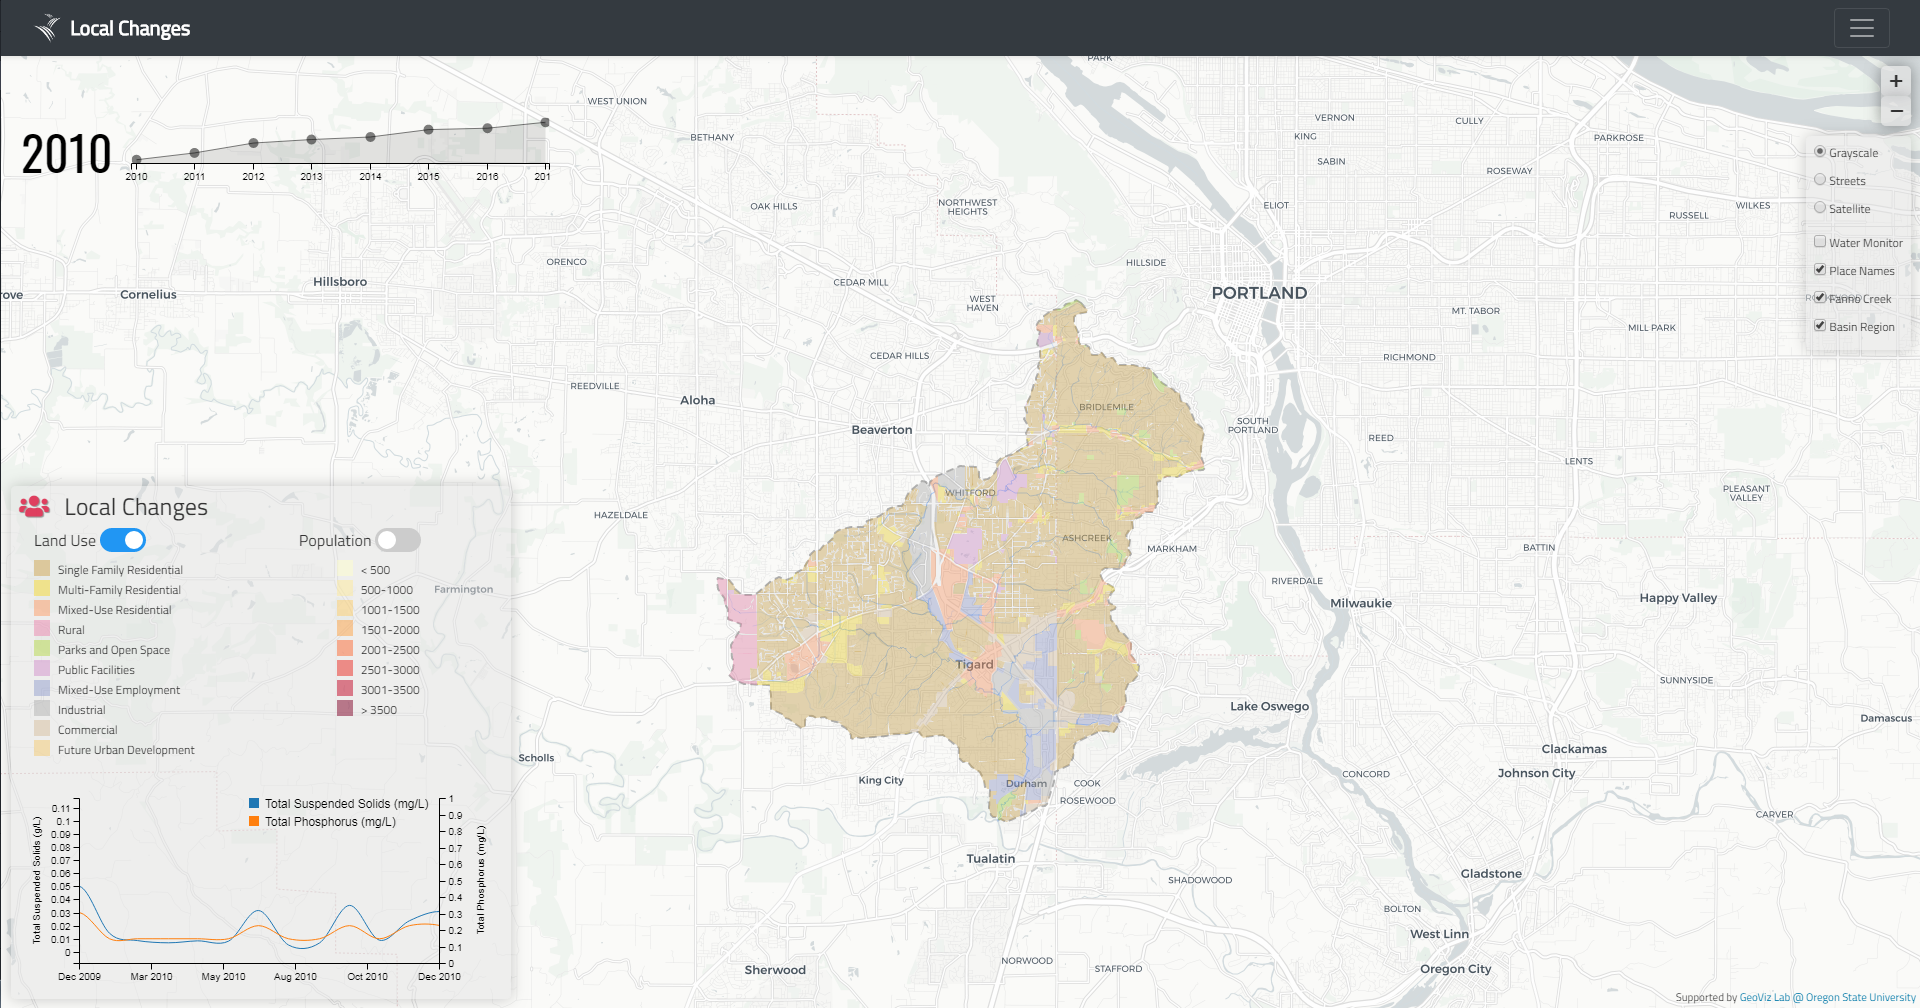 Local Changes
+
−
Grayscale
Streets
Satellite
Water Monitor
Place Names
Fanno Creek
Basin Region
2010
2010 2011 2012 2013 2014 2015 2016 201
PARK
WEST UNION
BETHANY
VERNON
CULLY
KING
PARKROSE
SABIN
ROSEWAY
OAK HILLS
NORTHWEST
HEIGHTS
ELIOT
WILKES
RUSSELL
ORENCO
HILLSIDE
Hillsboro
CEDAR MILL
rove
Cornelius
PORTLAND
WEST
HAVEN
MT. TABOR
MILL PARK
CEDAR HILLS
RICHMOND
REEDVILLE
Aloha
BRIDLEMILE
SOUTH
PORTLAND
Beaverton
REED
LENTS
WHITFORD
PLEASANT
VALLEY
HAZELDALE
ASHCREEK
MARKHAM
BATTIN
RIVERDALE
Farmington
Milwaukie
Happy Valley
Tigard
SUNNYSIDE
Lake Oswego
Damascus
Clackamas
Scholls
Johnson City
CONCORD
King City
Durham
COOK
ROSEWOOD
CARVER
Tualatin
Gladstone
SHADOWOOD
BOLTON
West Linn
NORWOOD
STAFFORD
Sherwood
Oregon City
Local Changes
Land Use
Population
Single Family Residential
Multi-Family Residential
Mixed-Use Residential
Rural
Parks and Open Space
Public Facilities
Mixed-Use Employment
Industrial
Commercial
Future Urban Development
< 500
500-1000
1001-1500
1501-2000
2001-2500
2501-3000
3001-3500
> 3500
Total Suspended Solids (mg/L)
Total Phosphorus (mg/L)
Total Suspended Solids (g/L)
0.11
0.1
0.09
0.08
0.07
0.06
0.05
0.04
0.03
0.02
0.01
0
1
0.9
0.8
0.7
0.6
0.5
0.4
0.3
0.2
0.1
0
Total Phosphorus (mg/L)
Dec 2009 Mar 2010 May 2010 Aug 2010 Oct 2010 Dec 2010
Supported by GeoViz Lab @ Oregon State University